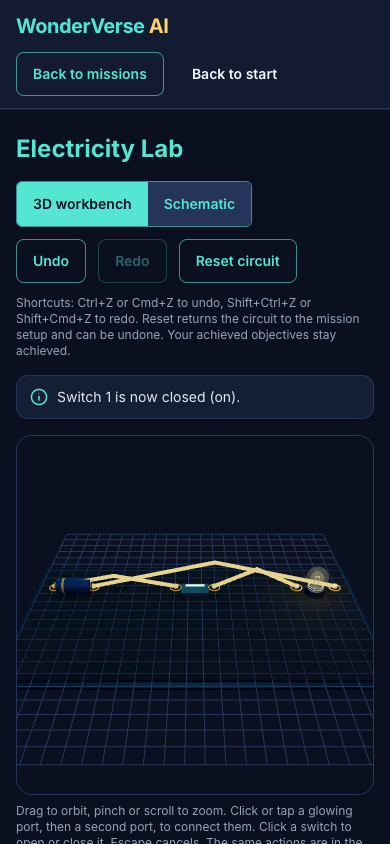 WonderVerse AI
Back to missions
Back to start
Electricity Lab
3D workbench
Schematic
Undo
Redo
Reset circuit
Shortcuts: Ctrl+Z or Cmd+Z to undo, Shift+Ctrl+Z or
Shift+Cmd+Z to redo. Reset returns the circuit to the mission
setup and can be undone. Your achieved objectives stay
achieved.
Switch 1 is now closed (on).
Drag to orbit, pinch or scroll to zoom. Click or tap a glowing
port, then a second port, to connect them. Click a switch to
open or close it. Escape cancels. The same actions are in the